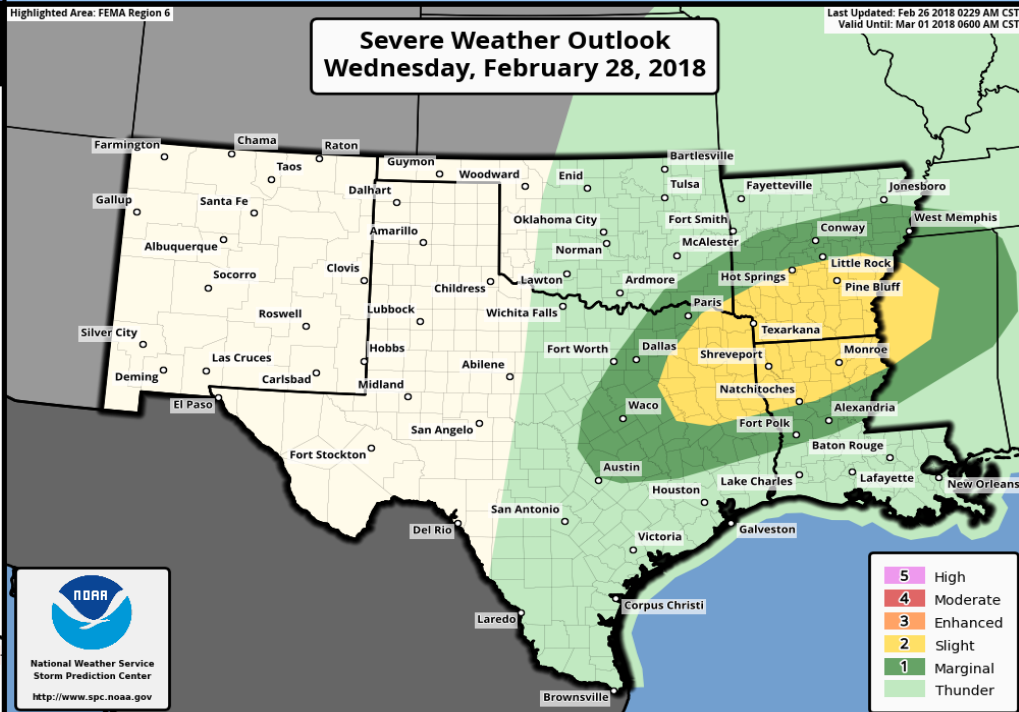 Highlighted Area: FEMA Region 6
Last Updated: Feb 26 2018 0229 AM CST
Valid Until: Mar 01 2018 0600 AM CST
Severe Weather Outlook
Wednesday, February 28, 2018
Farmington
Chama
Raton
Taos
Guymon
Woodward
Enid
Bartlesville
Tulsa
Fayetteville
Jonesboro
Gallup
Santa Fe
Dalhart
Oklahoma City
Fort Smith
West Memphis
Albuquerque
Amarillo
Norman
McAlester
Conway
Socorro
Clovis
Childress
Lawton
Ardmore
Hot Springs
Little Rock
Pine Bluff
Roswell
Lubbock
Wichita Falls
Paris
Texarkana
Silver City
Las Cruces
Hobbs
Abilene
Fort Worth
Dallas
Shreveport
Monroe
Deming
Carlsbad
Midland
Natchitoches
El Paso
San Angelo
Waco
Fort Polk
Alexandria
Fort Stockton
Austin
Baton Rouge
Houston
Lake Charles
Lafayette
New Orleans
Del Rio
San Antonio
Victoria
Galveston
Laredo
Corpus Christi
Brownsville
NOAA
National Weather Service
Storm Prediction Center
http://www.spc.noaa.gov
5 High
4 Moderate
3 Enhanced
2 Slight
1 Marginal
Thunder